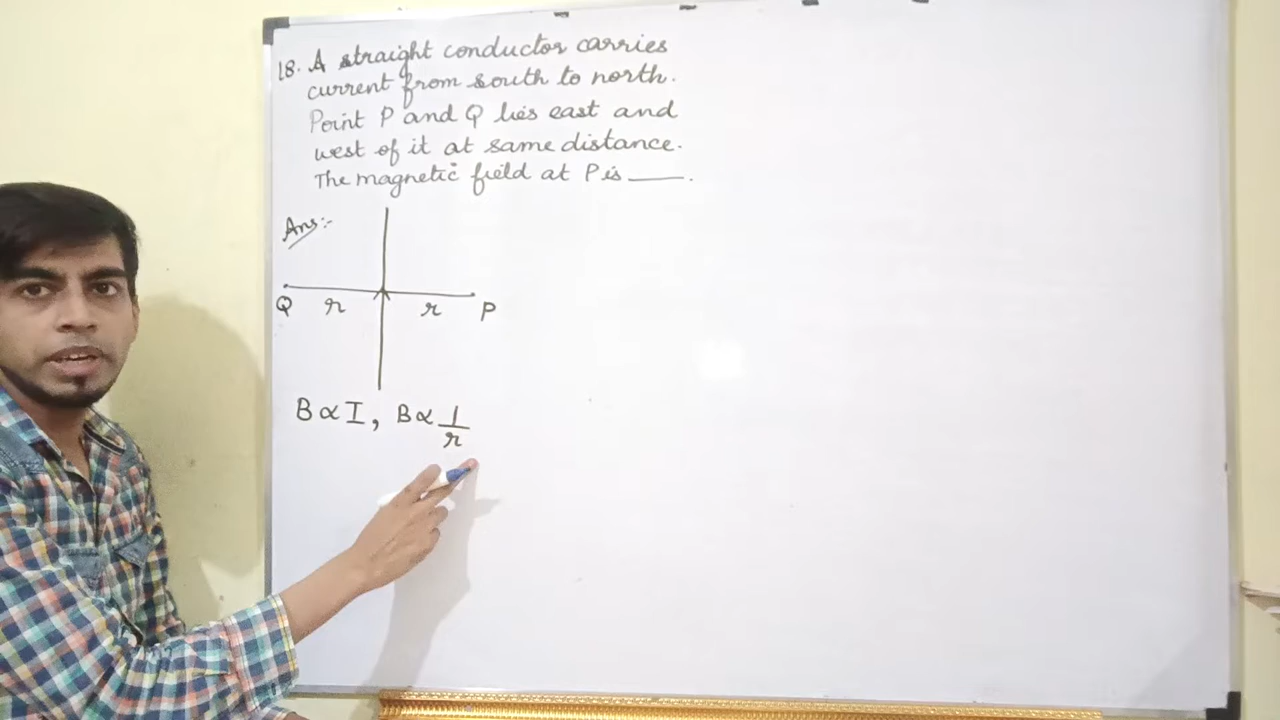 18. A straight conductor carries
current from south to north.
Point P and Q lies east and
west of it at same distance.
The magnetic field at P is ____.
Ans:-
Q r r P
B ∝ I, B ∝ 1/r